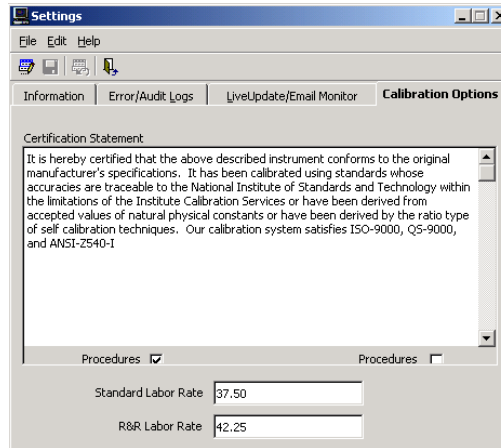 Settings
File Edit Help
Information Error/Audit Logs LiveUpdate/Email Monitor Calibration Options
Certification Statement
It is hereby certified that the above described instrument conforms to the original
manufacturer's specifications. It has been calibrated using standards whose
accuracies are traceable to the National Institute of Standards and Technology within
the limitations of the Institute Calibration Services or have been derived from
accepted values of natural physical constants or have been derived by the ratio type
of self calibration techniques. Our calibration system satisfies ISO-9000, QS-9000,
and ANSI-Z540-I
Procedures Procedures
Standard Labor Rate 37.50
R&R Labor Rate 42.25